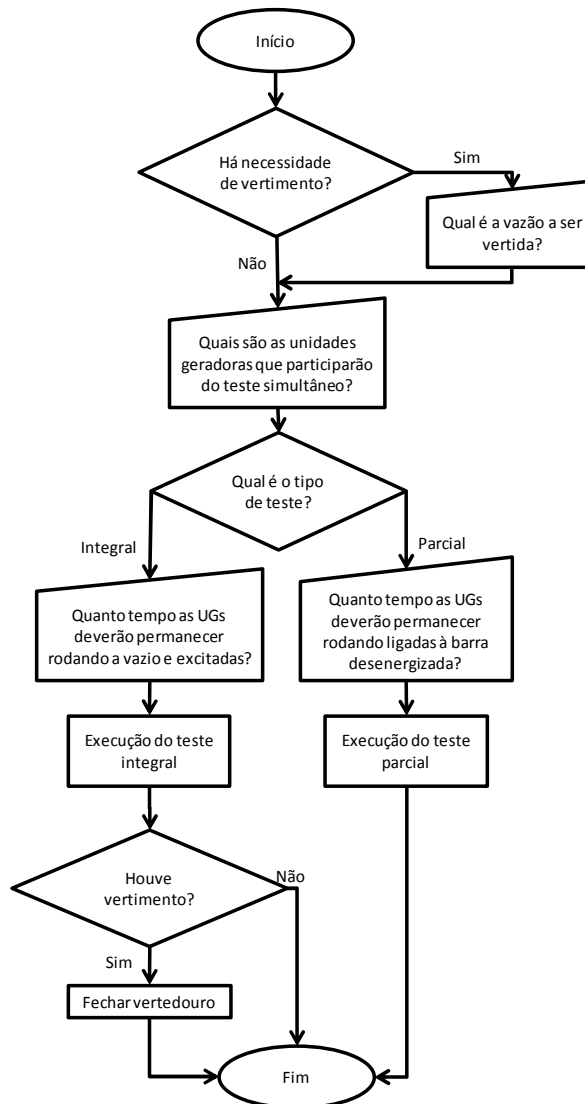 Início
Há necessidade
de vertimento?
Sim
Qual é a vazão a ser
vertida?
Não
Quais são as unidades
geradoras que participarão
do teste simultâneo?
Qual é o tipo
de teste?
Integral
Parcial
Quanto tempo as UGs
deverão permanecer
rodando a vazio e excitadas?
Quanto tempo as UGs
deverão permanecer
rodando ligadas à barra
desenergizada?
Execução do teste
integral
Execução do teste
parcial
Houve
vertimento?
Não
Sim
Fechar vertedouro
Fim